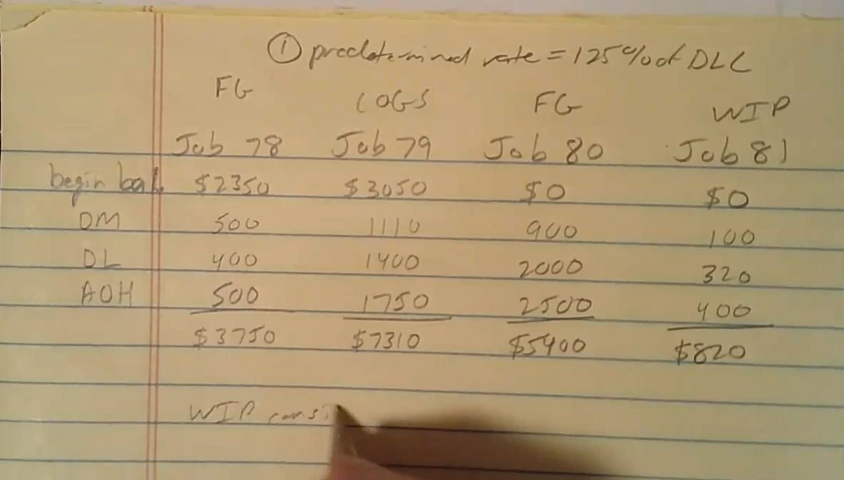 ① predetermined rate = 125% of DLC
FG COGS FG WIP
Job 78 Job 79 Job 80 Job 81
begin bal. $2350 $3050 $0 $0
DM 500 1110 900 100
DL 400 1400 2000 320
AOH 500 1750 2500 400
$3750 $7310 $5400 $820
WIP consi